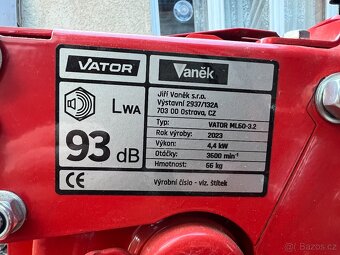 VATOR
Vaněk
LWA
93 dB
Jiří Vaněk s.r.o.
Výstavní 2937/132A
703 00 Ostrava, CZ
Typ: VATOR ML60-3.2
Rok výroby: 2023
Výkon: 4,4 kW
Otáčky: 3600 min⁻¹
Hmotnost: 66 kg
CE
Výrobní číslo - viz. štítek
Bazoš.cz